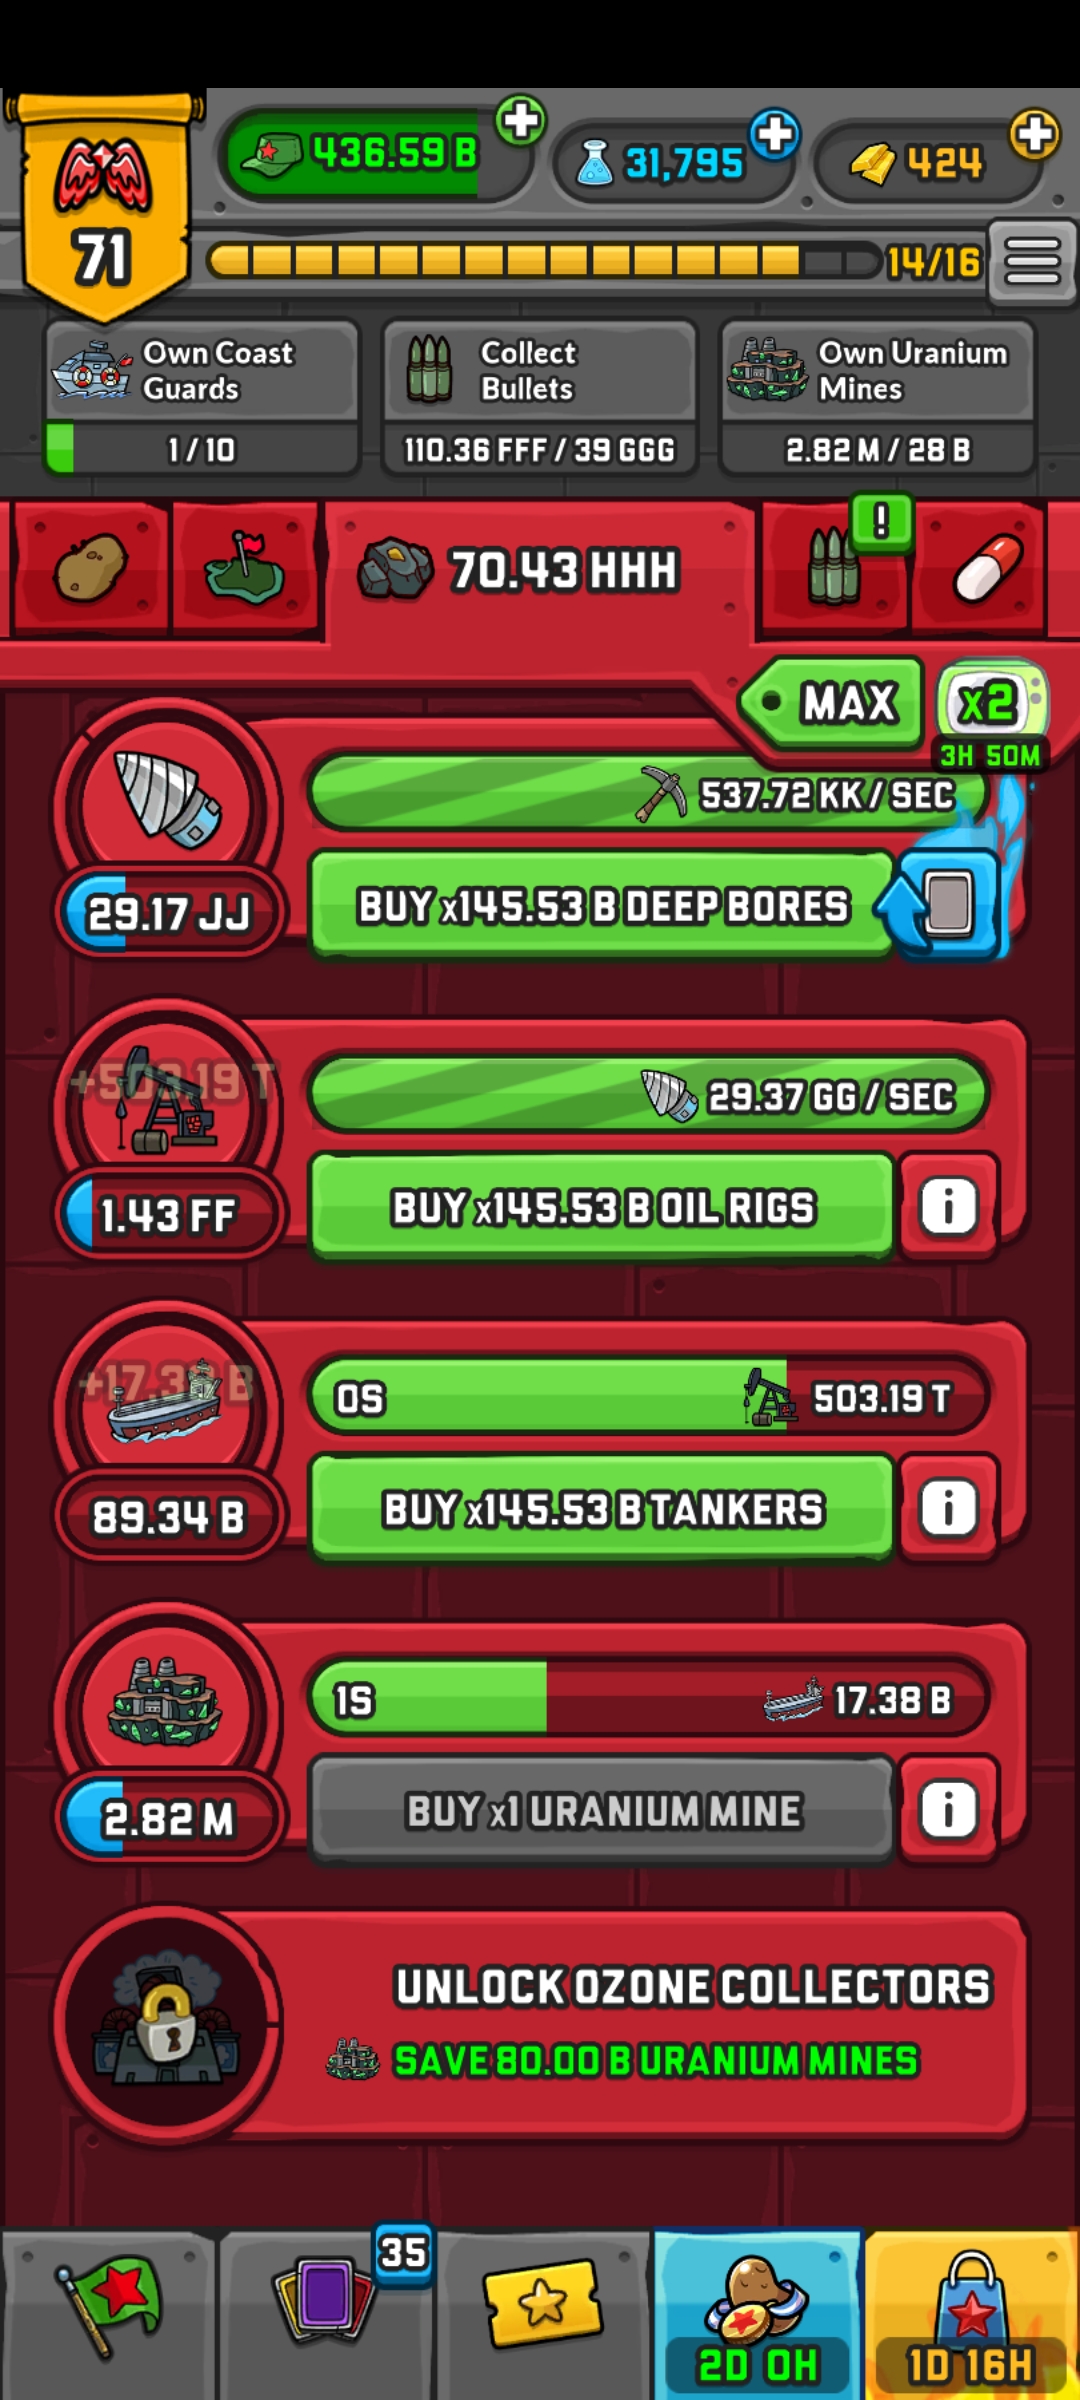 71
436.59 B
31,795
424
14/16
Own Coast
Guards
1/10
Collect
Bullets
110.36 FFF / 39 GGG
Own Uranium
Mines
2.82 M / 28 B
70.43 HHH
!
MAX
x2
3H 50M
537.72 KK / SEC
29.17 JJ
BUY x145.53 B DEEP BORES
+503.19 T
29.37 GG / SEC
1.43 FF
BUY x145.53 B OIL RIGS
i
+17.38 B
0S
503.19 T
89.34 B
BUY x145.53 B TANKERS
i
1S
17.38 B
2.82 M
BUY x1 URANIUM MINE
i
UNLOCK OZONE COLLECTORS
SAVE 80.00 B URANIUM MINES
35
2D 0H
1D 16H